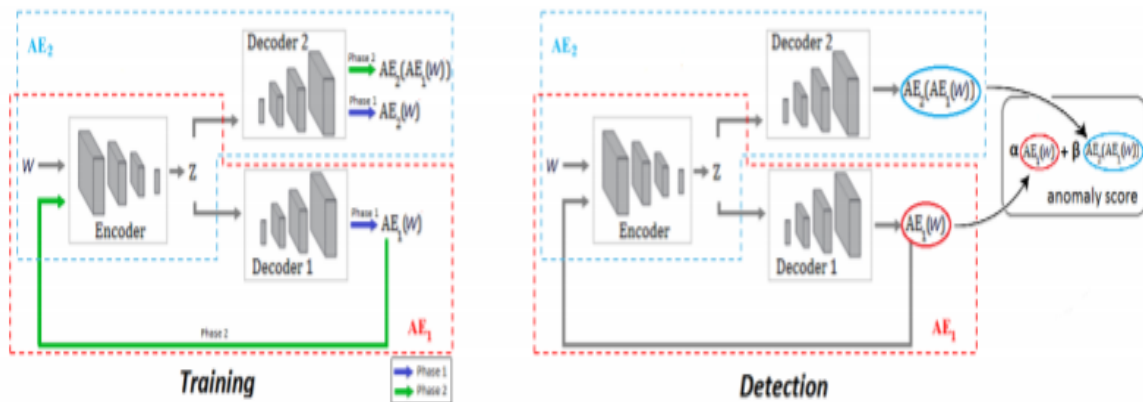 AE₂
Decoder 2
Phase 2
AE₂(AE₁(W))
Phase 1
AE₂(W)
W
Z
Encoder
Phase 1
AE₁(W)
Decoder 1
Phase 2
AE₁
Training
Phase 1
Phase 2
AE₂
Decoder 2
AE₂(AE₁(W))
W
Z
α AE₁(W) + β AE₂(AE₁(W))
anomaly score
Encoder
AE₁(W)
Decoder 1
AE₁
Detection